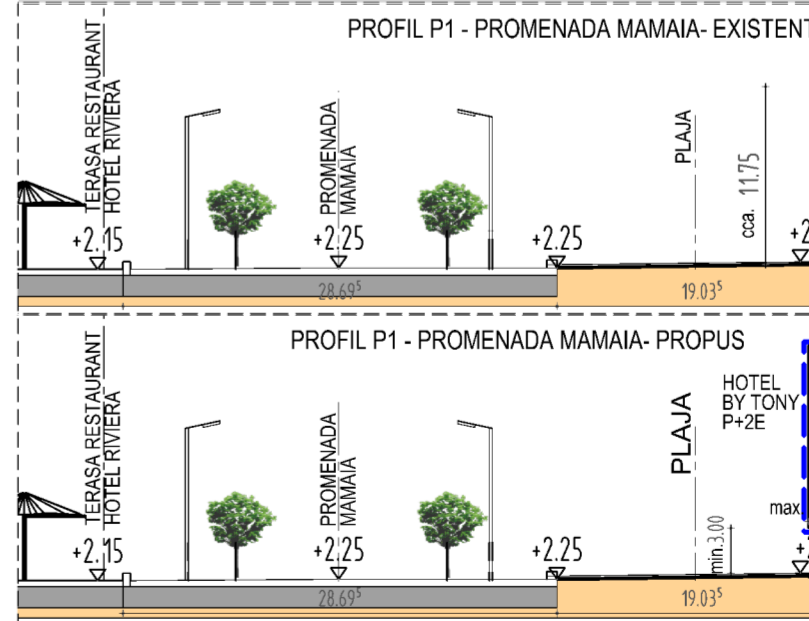 PROFIL P1 - PROMENADA MAMAIA- EXISTENT
TERASA RESTAURANT
HOTEL RIVIERA
PROMENADA
MAMAIA
PLAJA
cca. 11.75
+2.15
+2.25
+2.25
+2
28.69⁵
19.03⁵
PROFIL P1 - PROMENADA MAMAIA- PROPUS
TERASA RESTAURANT
HOTEL RIVIERA
PROMENADA
MAMAIA
PLAJA
HOTEL
BY TONY
P+2E
max
min.3.00
+2.15
+2.25
+2.25
28.69⁵
19.03⁵